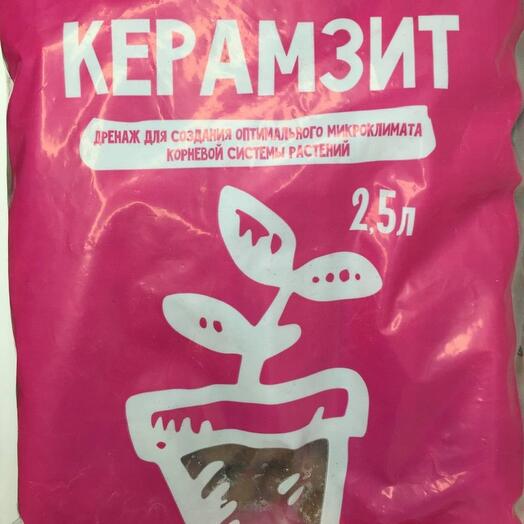 КЕРАМЗИТ
ДРЕНАЖ ДЛЯ СОЗДАНИЯ ОПТИМАЛЬНОГО МИКРОКЛИМАТА
КОРНЕВОЙ СИСТЕМЫ РАСТЕНИЙ
2,5л